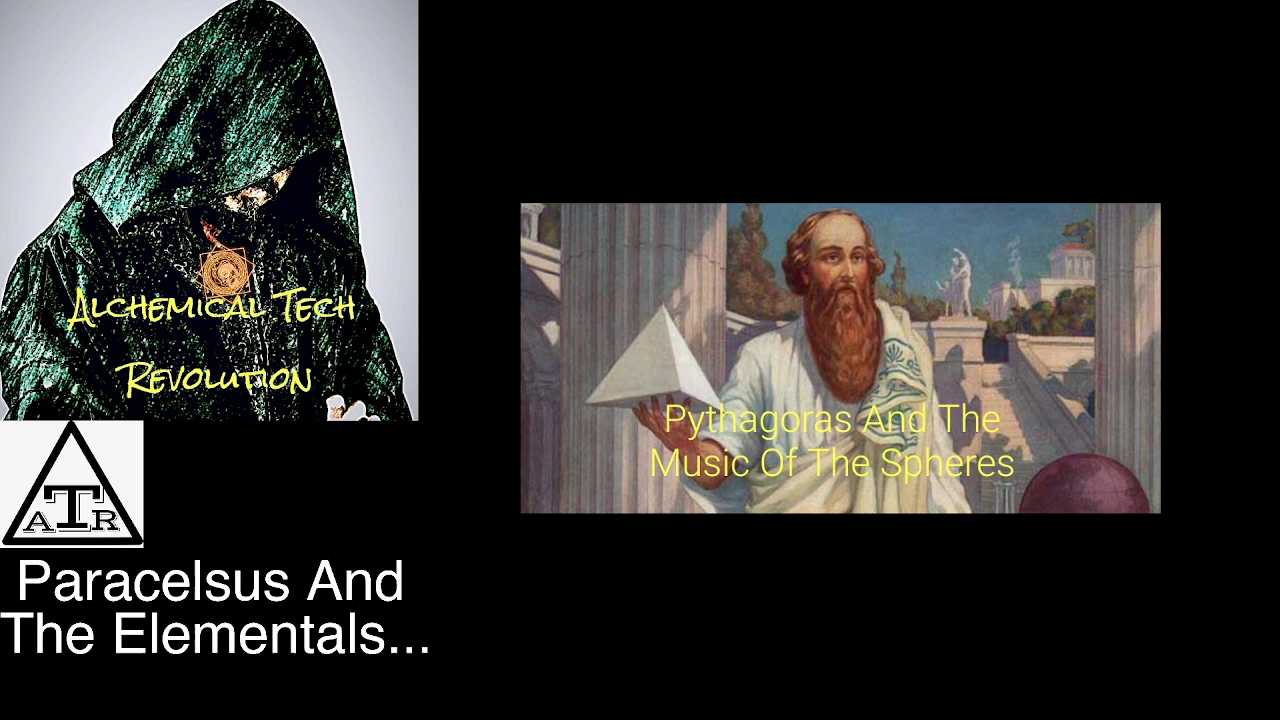 Alchemical Tech
Revolution
ATR
Paracelsus And
The Elementals...
Pythagoras And The
Music Of The Spheres